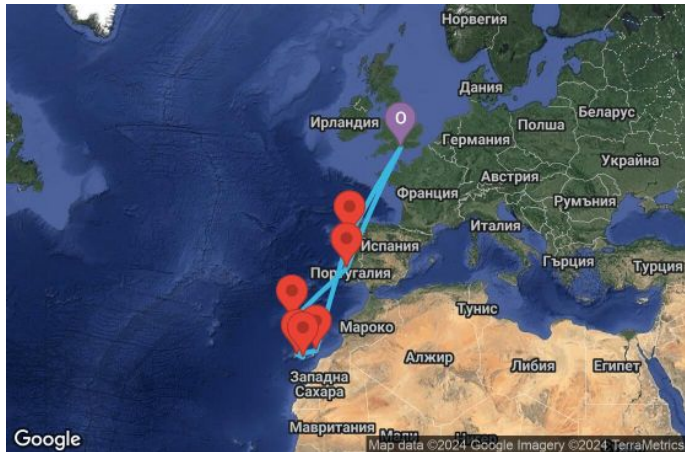 Норвегия
Дания
O
Ирландия
Беларус
Полша
Германия
Украйна
Австрия
Франция
Румъния
Италия
Испания
Гърция
Турция
Португалия
Тунис
Мароко
Алжир
Либия
Египет
Западна
Сахара
Мавритания
Мали
Google
Map data ©2024 Google Imagery ©2024 TerraMetrics